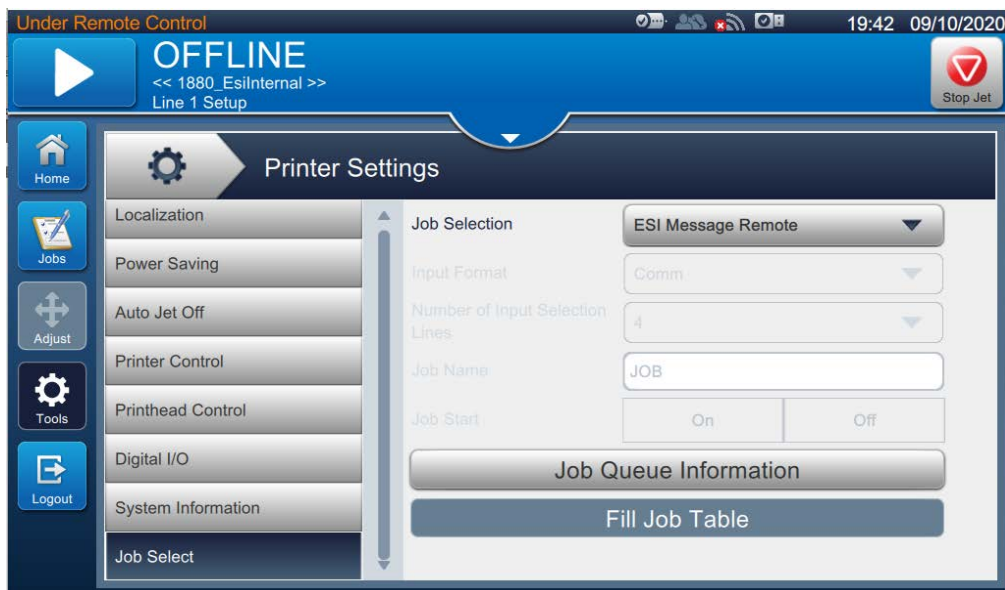 Under Remote Control
19:42 09/10/2020
OFFLINE
<< 1880_EsiInternal >>
Line 1 Setup
Stop Jet
Home
Jobs
Adjust
Tools
Logout
Printer Settings
Localization
Power Saving
Auto Jet Off
Printer Control
Printhead Control
Digital I/O
System Information
Job Select
Job Selection
ESI Message Remote
Input Format
Comm
Number of Input Selection
Lines
4
Job Name
JOB
Job Start
On
Off
Job Queue Information
Fill Job Table